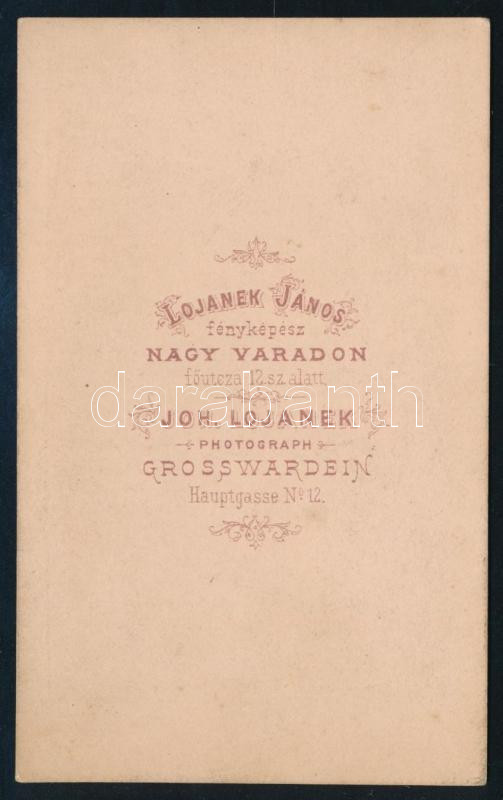 LOJANEK JÁNOS
fényképész
NAGY VARADON
főutcza 12. sz. alatt
darabanth
JOH. LOJANEK
PHOTOGRAPH
GROSSWARDEIN
Hauptgasse No 12.